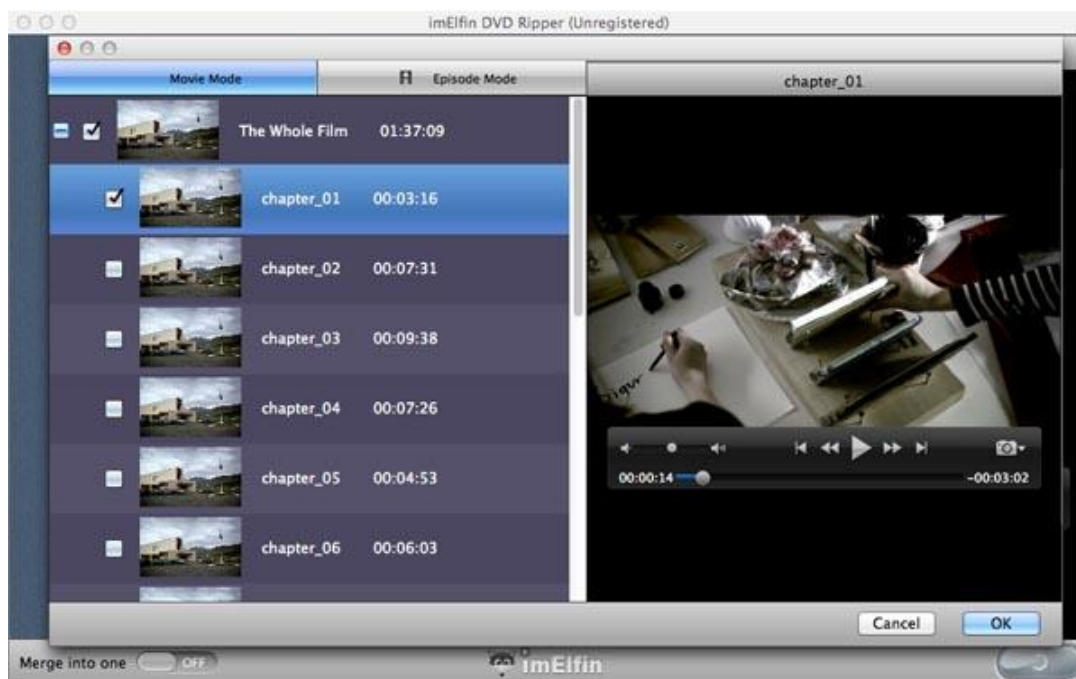 imElfin DVD Ripper (Unregistered)
Movie Mode
Episode Mode
chapter_01
The Whole Film 01:37:09
chapter_01 00:03:16
chapter_02 00:07:31
chapter_03 00:09:38
chapter_04 00:07:26
chapter_05 00:04:53
chapter_06 00:06:03
00:00:14
-00:03:02
Cancel
OK
Merge into one
OFF
imElfin